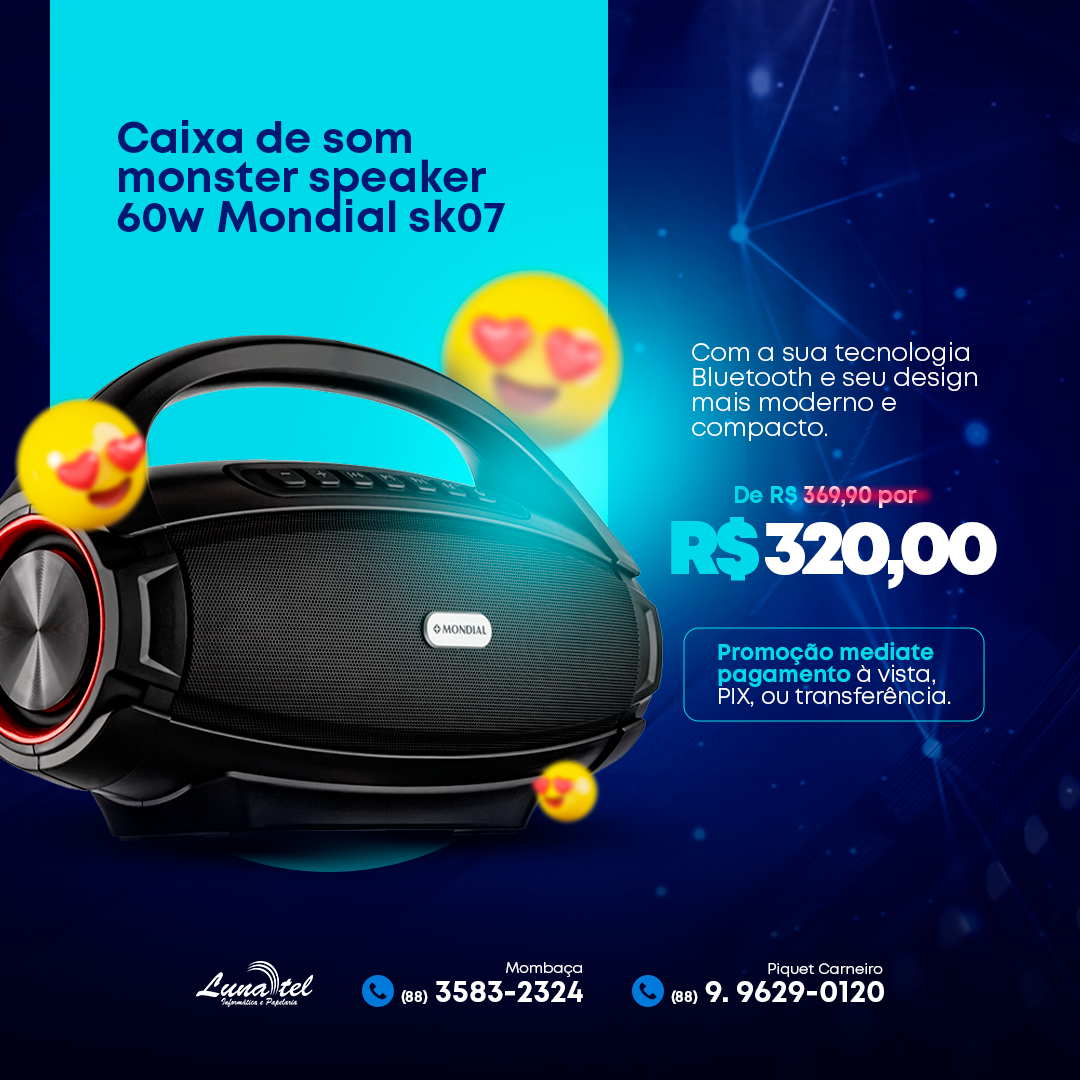 Caixa de som
monster speaker
60w Mondial sk07
Com a sua tecnologia
Bluetooth e seu design
mais moderno e
compacto.
De R$ 369,90 por
R$ 320,00
MONDIAL
Promoção mediate
pagamento à vista,
PIX, ou transferência.
Lunatel
Informática e Papelaria
Mombaça
(88) 3583-2324
Piquet Carneiro
(88) 9. 9629-0120